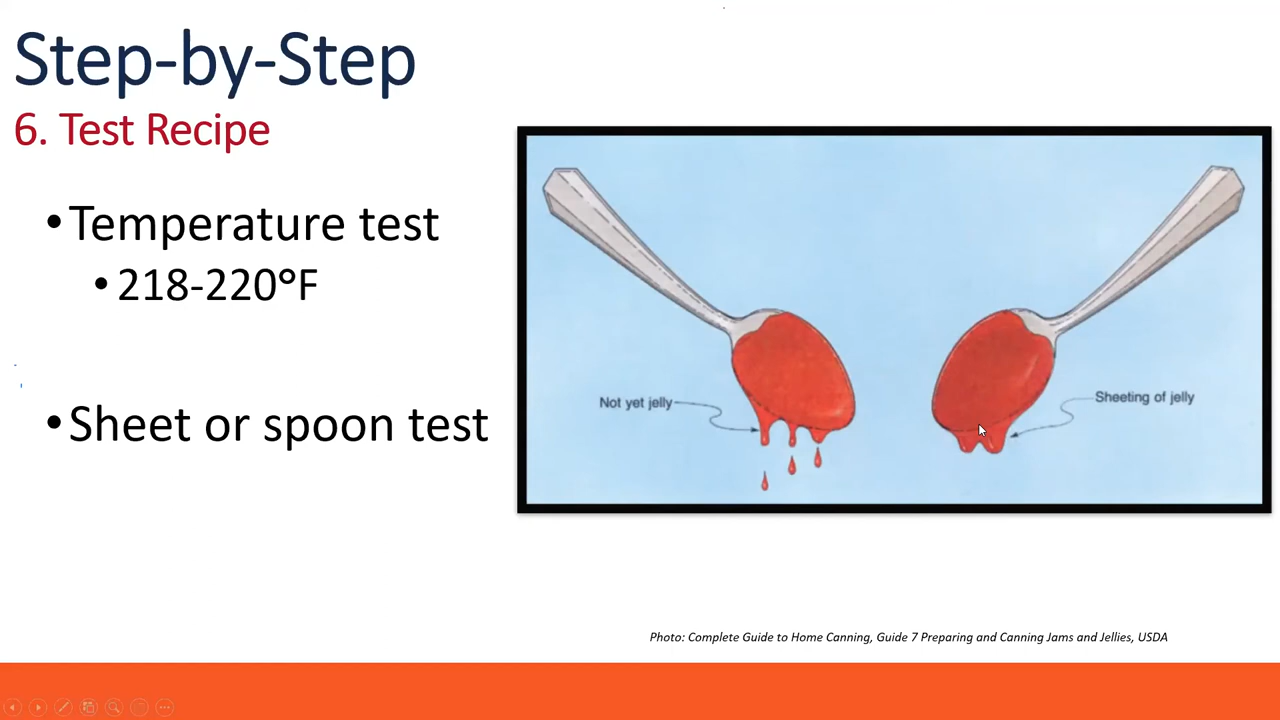 Step-by-Step
6. Test Recipe
•Temperature test
•218-220°F
•Sheet or spoon test
Not yet jelly
Sheeting of jelly
Photo: Complete Guide to Home Canning, Guide 7 Preparing and Canning Jams and Jellies, USDA